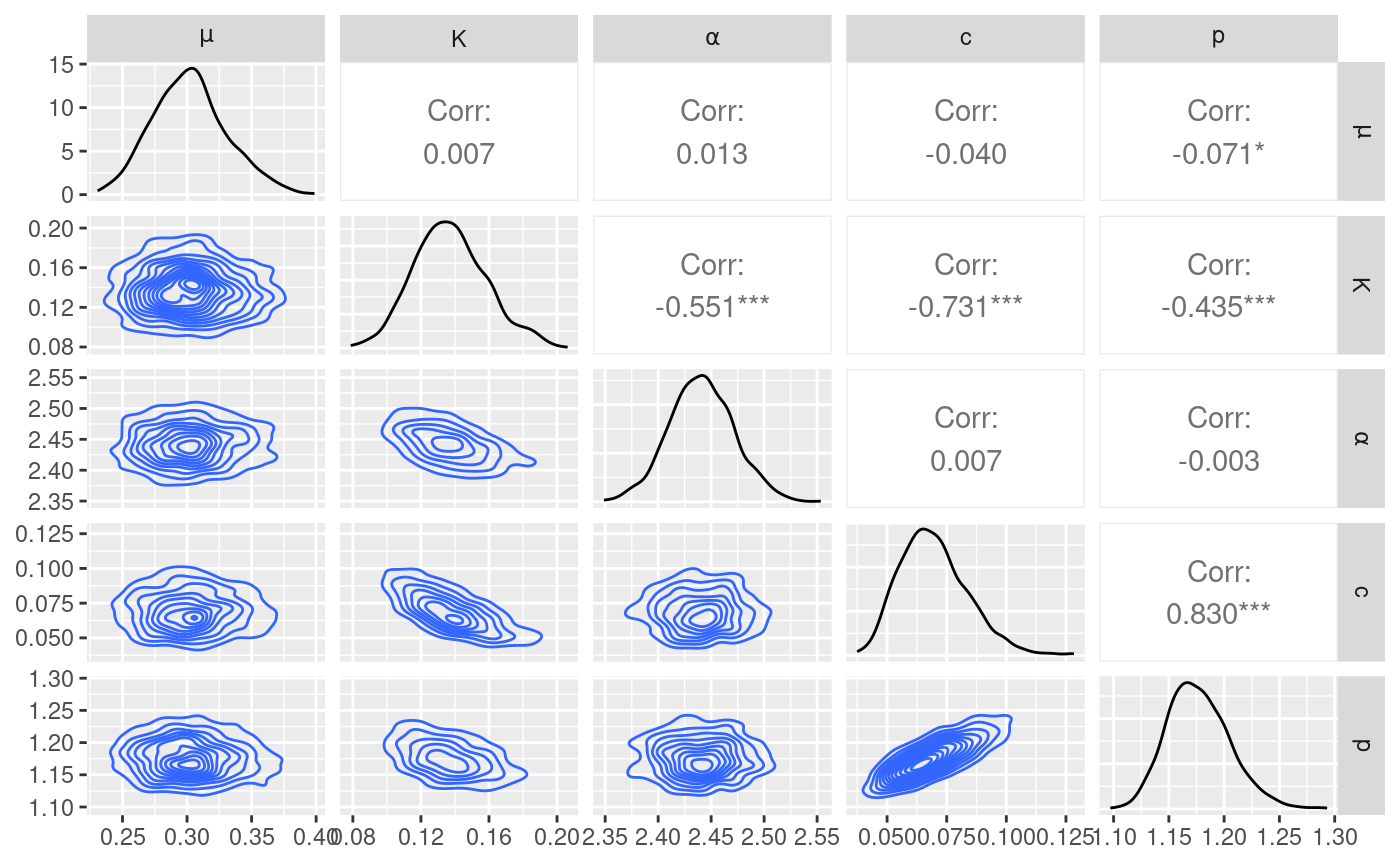 μ K α c p
15
10
5
0
Corr:
0.007
Corr:
0.013
Corr:
-0.040
Corr:
-0.071*
μ
0.20
0.16
0.12
0.08
Corr:
-0.551***
Corr:
-0.731***
Corr:
-0.435***
K
2.55
2.50
2.45
2.40
2.35
Corr:
0.007
Corr:
-0.003
α
0.125
0.100
0.075
0.050
Corr:
0.830***
c
1.30
1.25
1.20
1.15
1.10
p
0.25 0.30 0.35 0.40 0.08 0.12 0.16 0.20 2.35 2.40 2.45 2.50 2.55 0.050 0.075 0.100 0.125 1.10 1.15 1.20 1.25 1.30